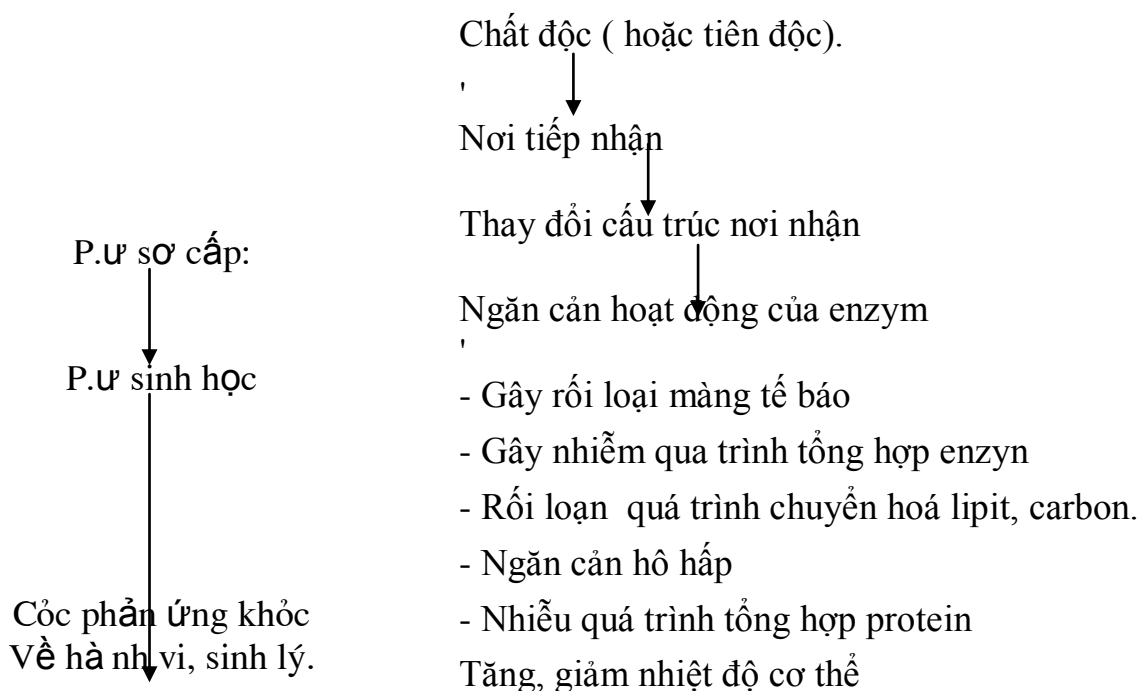 Chất độc ( hoặc tiên độc).
'
Nơi tiếp nhận
Thay đổi cấu trúc nơi nhận
P.ư sơ cấp:
Ngăn cản hoạt động của enzym
'
P.ư sinh học
- Gây rối loại màng tế báo
- Gây nhiễm qua trình tổng hợp enzyn
- Rối loạn quá trình chuyển hoá lipit, carbon.
- Ngăn cản hô hấp
Cỏc phản ứng khỏc
Về hà nh vi, sinh lý.
- Nhiễu quá trình tổng hợp protein
Tăng, giảm nhiệt độ cơ thể